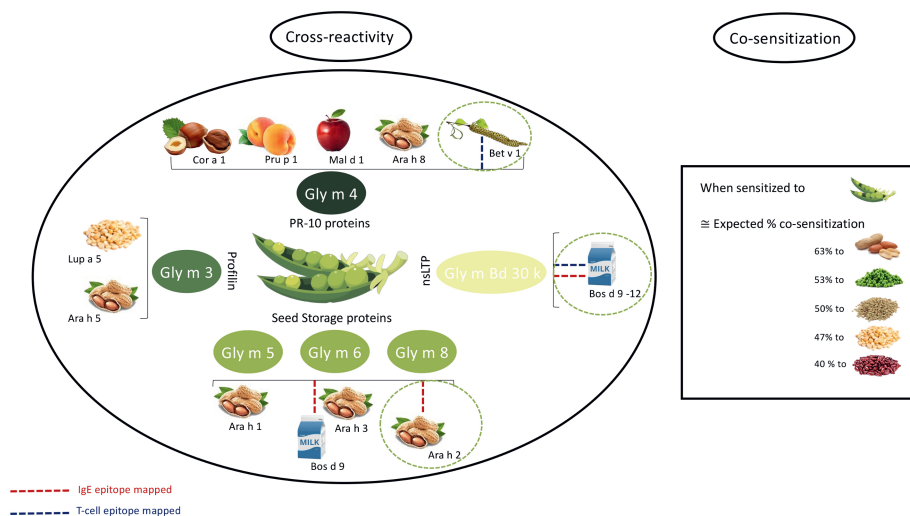 Cross-reactivity
Co-sensitization
Cor a 1
Pru p 1
Mal d 1
Ara h 8
Bet v 1
Gly m 4
PR-10 proteins
Lup a 5
Ara h 5
Gly m 3
Profilin
nsLTP
Gly m Bd 30 k
MILK
Bos d 9 -12
Seed Storage proteins
Gly m 5
Gly m 6
Gly m 8
Ara h 1
MILK
Bos d 9
Ara h 3
Ara h 2
When sensitized to
≅ Expected % co-sensitization
63% to
53% to
50% to
47% to
40 % to
IgE epitope mapped
T-cell epitope mapped